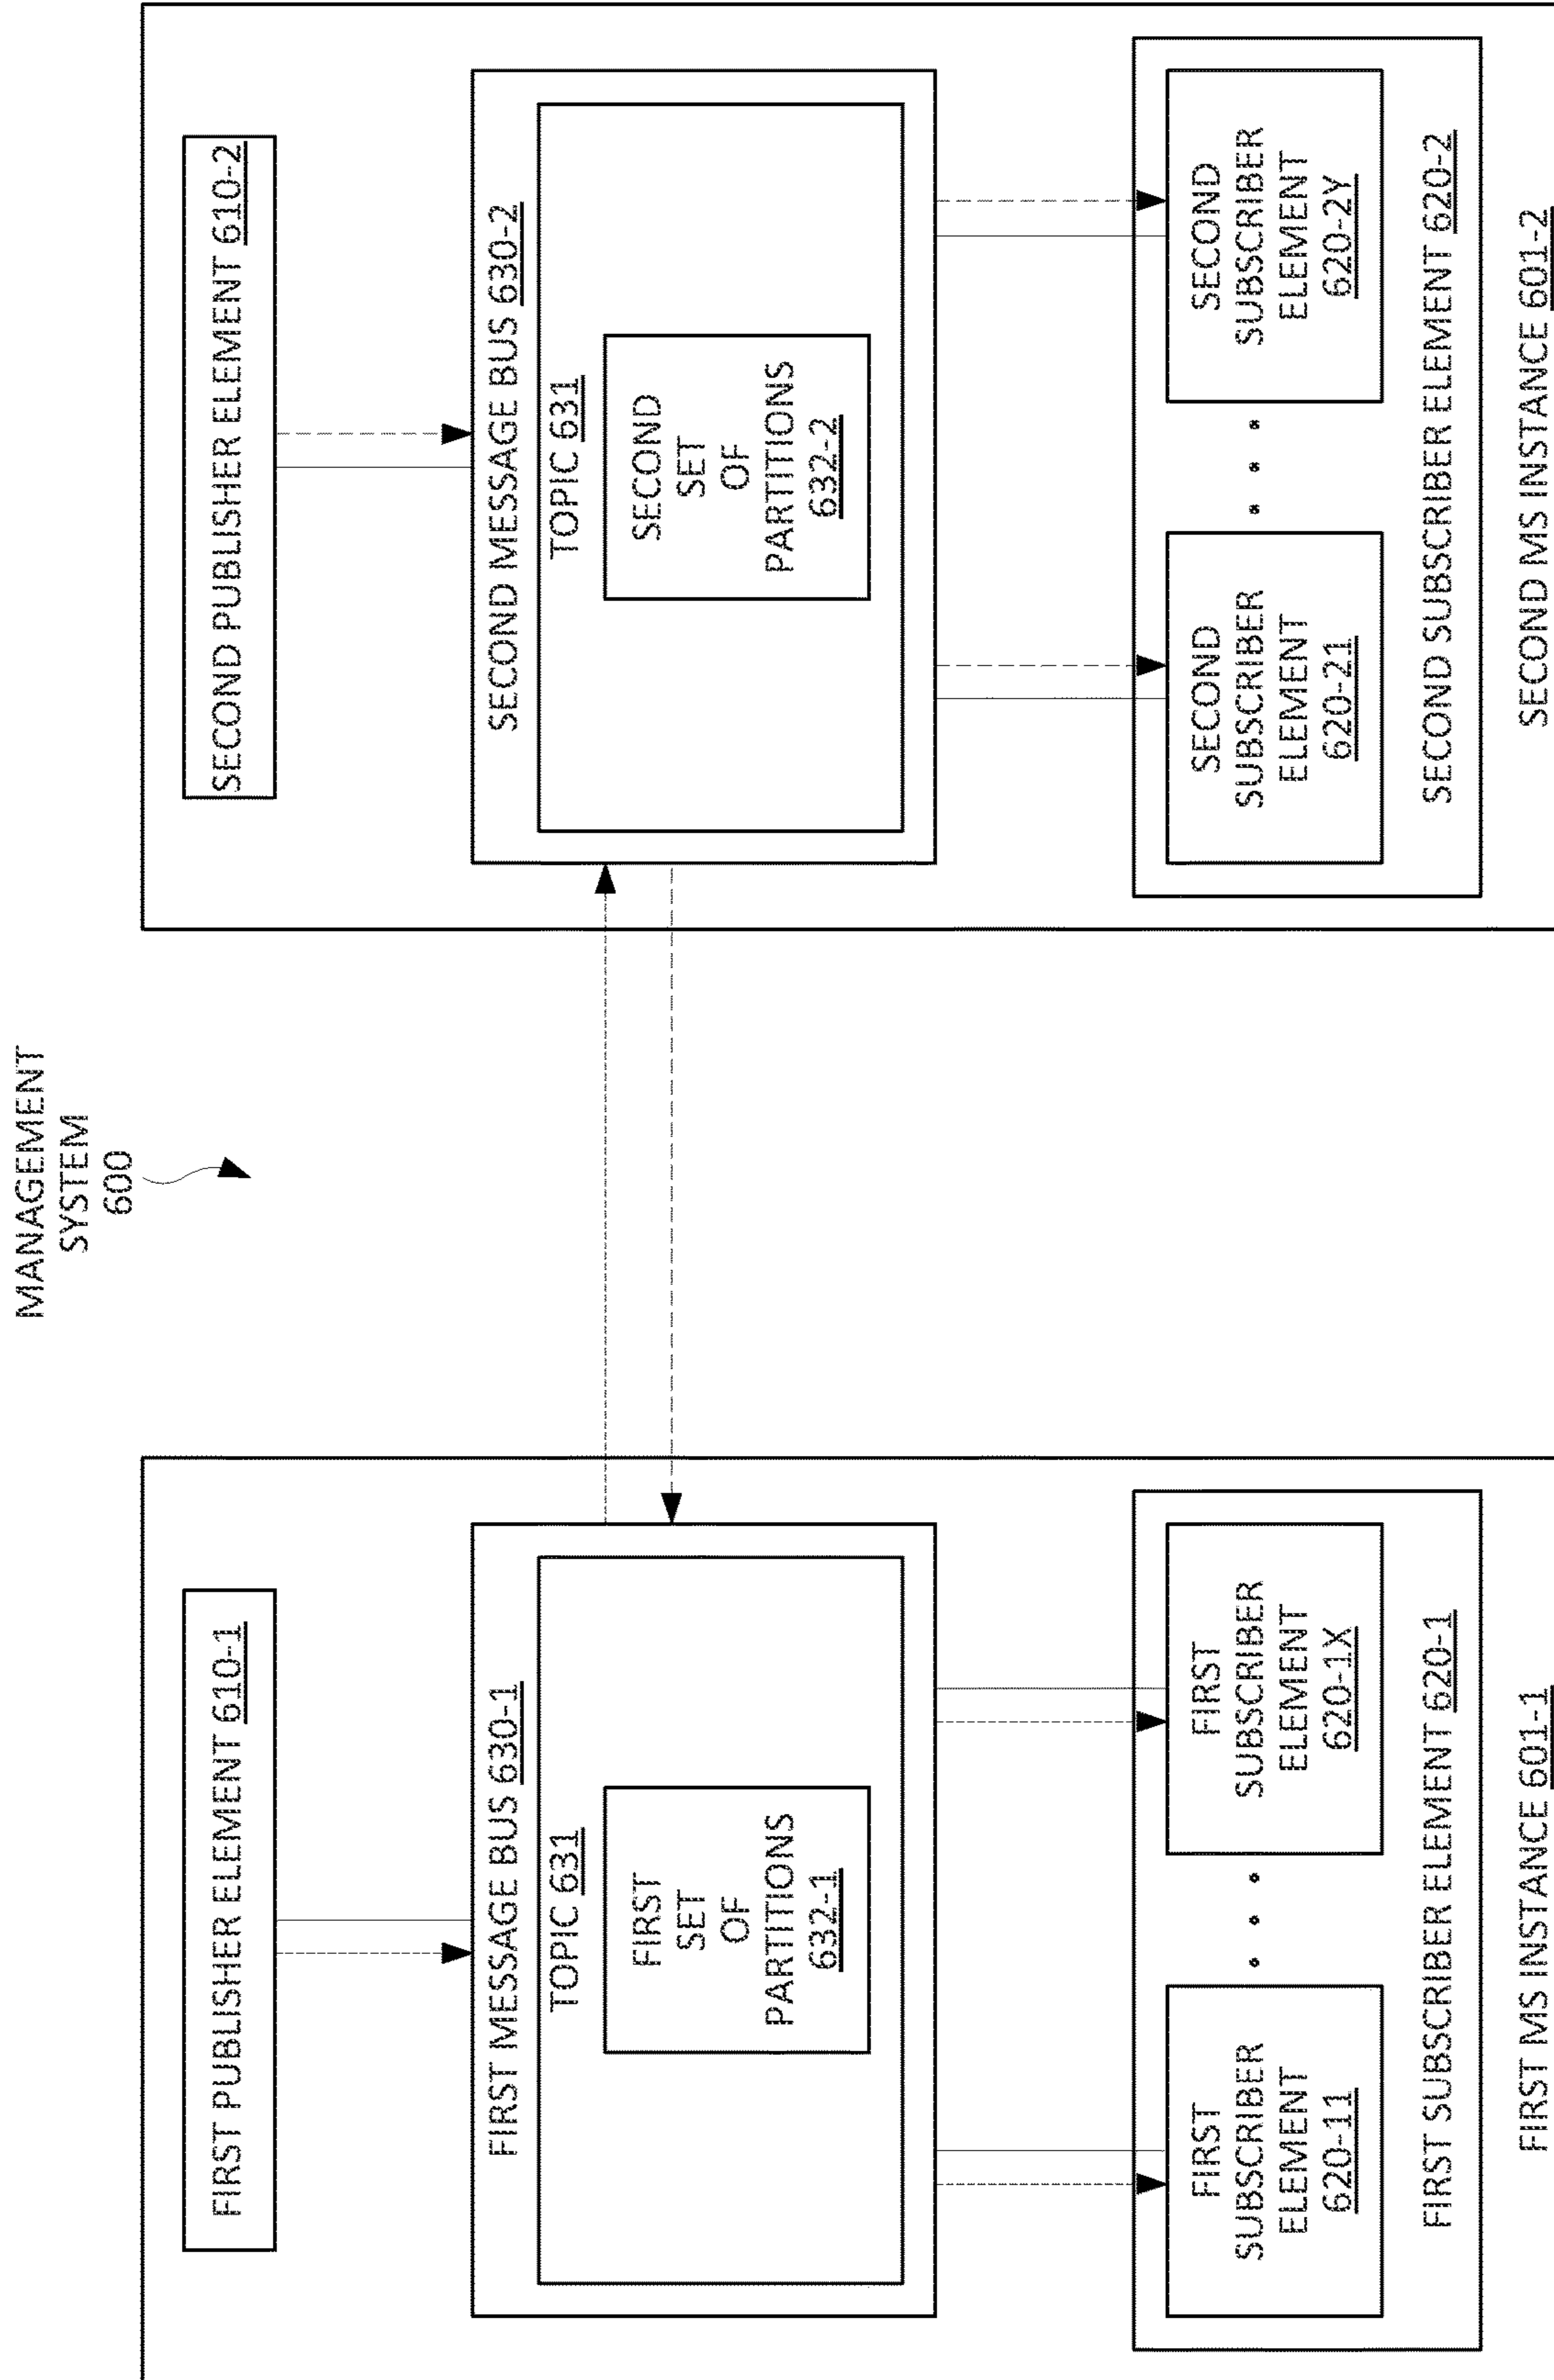 MANAGEMENT
SYSTEM
600
FIRST PUBLISHER ELEMENT 610-1
FIRST MESSAGE BUS 630-1
TOPIC 631
FIRST
SET
OF
PARTITIONS
632-1
FIRST
SUBSCRIBER
ELEMENT
620-11
FIRST
SUBSCRIBER
ELEMENT
620-1X
FIRST SUBSCRIBER ELEMENT 620-1
FIRST MS INSTANCE 601-1
SECOND PUBLISHER ELEMENT 610-2
SECOND MESSAGE BUS 630-2
TOPIC 631
SECOND
SET
OF
PARTITIONS
632-2
SECOND
SUBSCRIBER
ELEMENT
620-21
SECOND
SUBSCRIBER
ELEMENT
620-2Y
SECOND SUBSCRIBER ELEMENT 620-2
SECOND MS INSTANCE 601-2